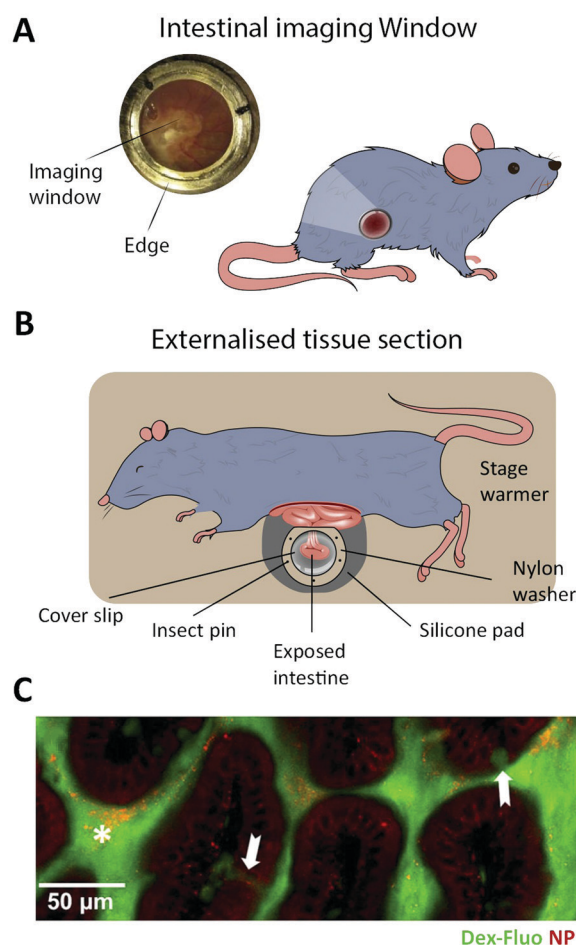 A
Intestinal imaging Window
Imaging
window
Edge
B
Externalised tissue section
Stage
warmer
Cover slip
Insect pin
Exposed
intestine
Silicone pad
Nylon
washer
C
*
50 µm
Dex-Fluo NP